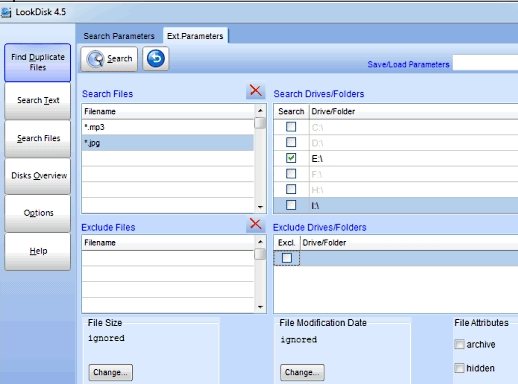 LookDisk 4.5
Search Parameters Ext.Parameters
Find Duplicate
Files
Search
Save/Load Parameters
Search Text
Search Files
Disks Overview
Options
Help
Search Files
Filename
*.mp3
*.jpg
Search Drives/Folders
Search Drive/Folder
C:\
D:\
E:\
F:\
H:\
I:\
Exclude Files
Filename
Exclude Drives/Folders
Excl. Drive/Folder
File Size
ignored
Change...
File Modification Date
ignored
Change...
File Attributes
archive
hidden